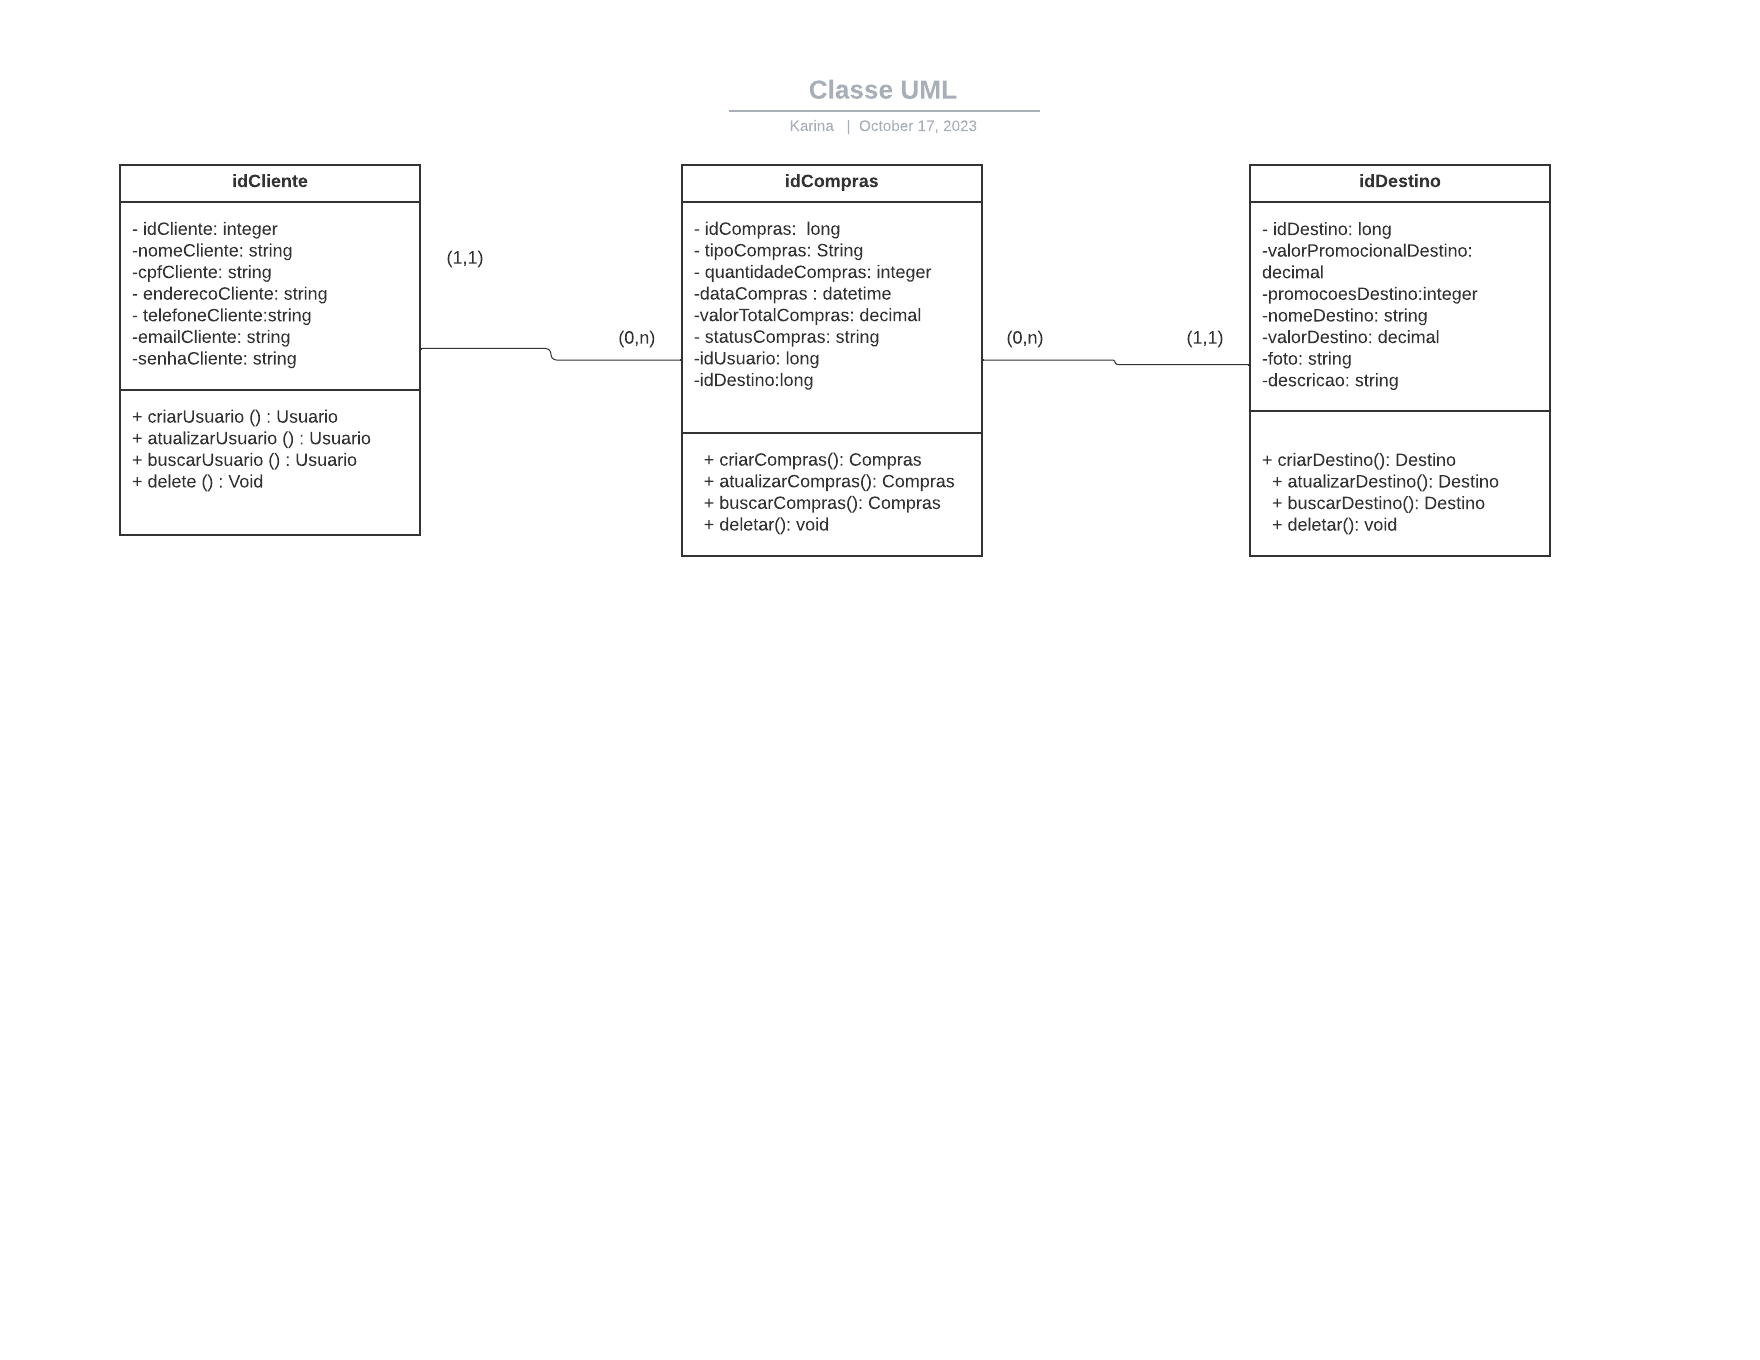 Classe UML
Karina | October 17, 2023
idCliente
- idCliente: integer
-nomeCliente: string
-cpfCliente: string
- enderecoCliente: string
- telefoneCliente:string
-emailCliente: string
-senhaCliente: string
+ criarUsuario () : Usuario
+ atualizarUsuario () : Usuario
+ buscarUsuario () : Usuario
+ delete () : Void
(1,1)
(0,n)
idCompras
- idCompras:  long
- tipoCompras: String
- quantidadeCompras: integer
-dataCompras : datetime
-valorTotalCompras: decimal
- statusCompras: string
-idUsuario: long
-idDestino:long
+ criarCompras(): Compras
+ atualizarCompras(): Compras
+ buscarCompras(): Compras
+ deletar(): void
(0,n)
(1,1)
idDestino
- idDestino: long
-valorPromocionalDestino:
decimal
-promocoesDestino:integer
-nomeDestino: string
-valorDestino: decimal
-foto: string
-descricao: string
+ criarDestino(): Destino
+ atualizarDestino(): Destino
+ buscarDestino(): Destino
+ deletar(): void